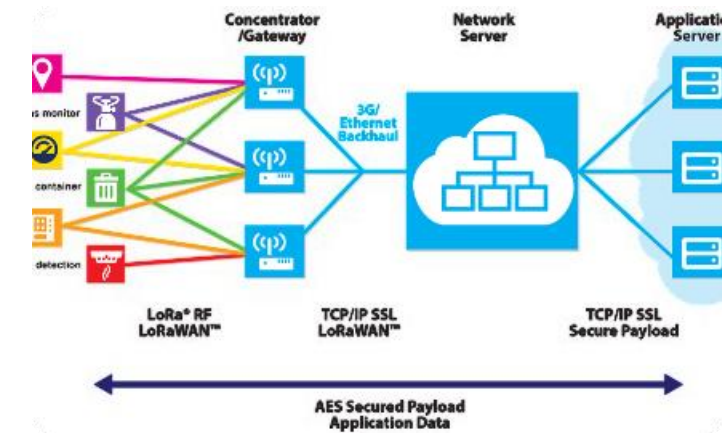 Concentrator
/Gateway
Network
Server
Applicatio
Server
3G/
Ethernet
Backhaul
as monitor
container
detection
LoRa® RF
LoRaWAN™
TCP/IP SSL
LoRaWAN™
TCP/IP SSL
Secure Payload
AES Secured Payload
Application Data